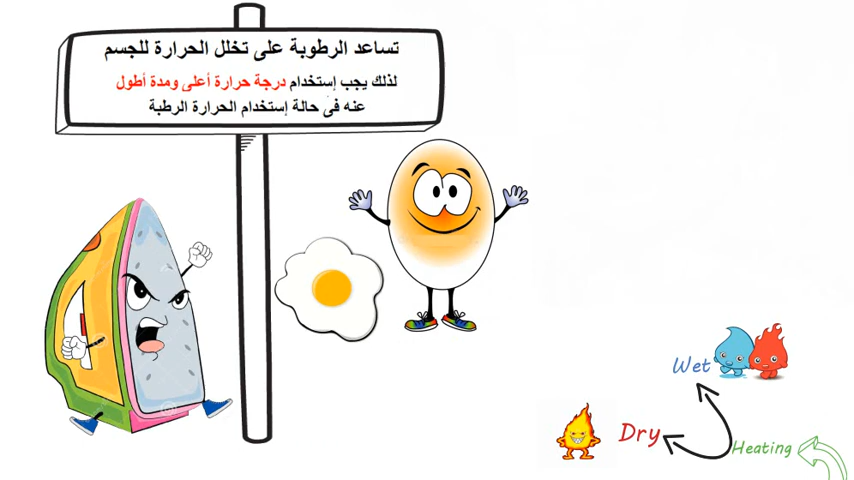 تساعد الرطوبة على تخلل الحرارة للجسم
لذلك يجب إستخدام درجة حرارة أعلى ومدة أطول
عنه فى حالة إستخدام الحرارة الرطبة
Wet
Dry
Heating